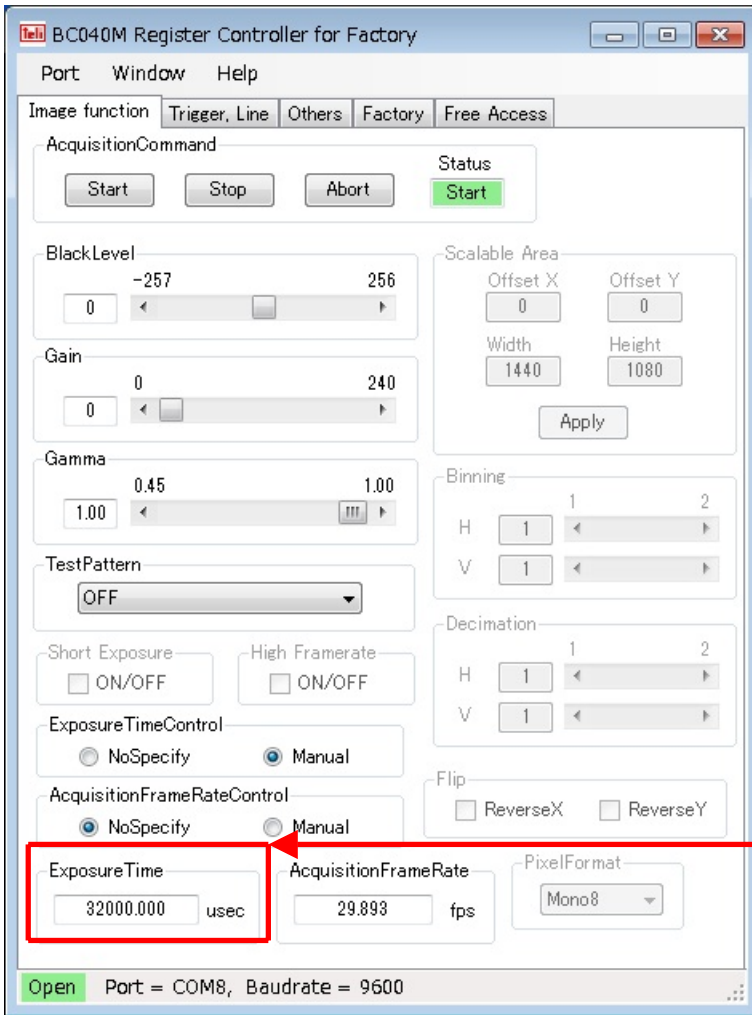 Teli BC040M Register Controller for Factory
Port Window Help
Image function Trigger, Line Others Factory Free Access
AcquisitionCommand
Start Stop Abort
Status
Start
BlackLevel
-257 256
0
Gain
0 240
0
Gamma
0.45 1.00
1.00
TestPattern
OFF
Short Exposure
ON/OFF
High Framerate
ON/OFF
ExposureTimeControl
NoSpecify Manual
AcquisitionFrameRateControl
NoSpecify Manual
ExposureTime
32000.000 usec
AcquisitionFrameRate
29.893 fps
Scalable Area
Offset X Offset Y
0 0
Width Height
1440 1080
Apply
Binning
1 2
H 1
V 1
Decimation
1 2
H 1
V 1
Flip
ReverseX ReverseY
PixelFormat
Mono8
Open Port = COM8, Baudrate = 9600